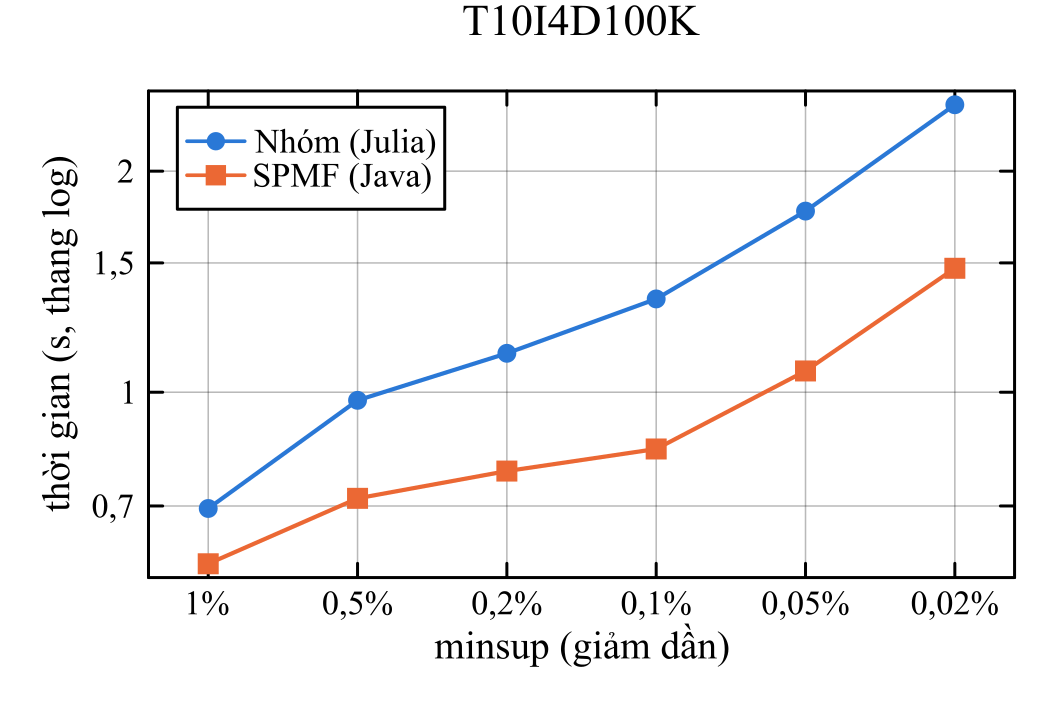 T10I4D100K
Nhóm (Julia)
SPMF (Java)
thời gian (s, thang log)
2
1,5
1
0,7
1% 0,5% 0,2% 0,1% 0,05% 0,02%
minsup (giảm dần)